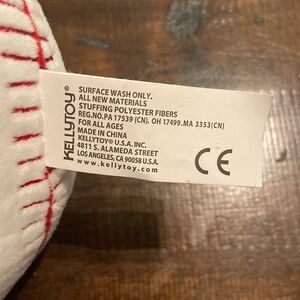 KELLYTOY®
SURFACE WASH ONLY.
ALL NEW MATERIALS
STUFFING POLYESTER FIBERS
REG.NO.PA 17539 (CN). OH 17499. MA 3353(CN)
FOR ALL AGES
MADE IN CHINA
KELLYTOY® U.S.A. INC.
4811 S. ALAMEDA STREET
LOS ANGELES, CA 90058 U.S.A.
www.kellytoy.com
CE